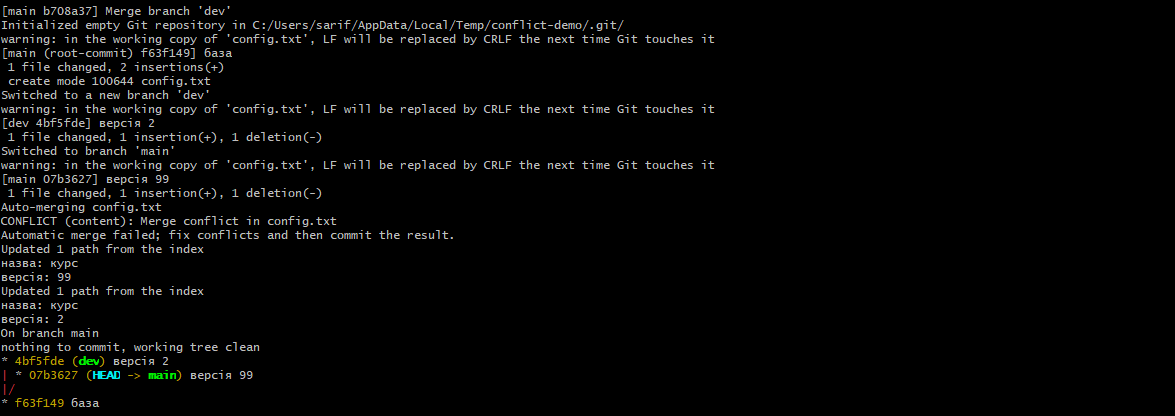 [main b708a37] Merge branch 'dev'
Initialized empty Git repository in C:/Users/sarif/AppData/Local/Temp/conflict-demo/.git/
warning: in the working copy of 'config.txt', LF will be replaced by CRLF the next time Git touches it
[main (root-commit) f63f149] база
 1 file changed, 2 insertions(+)
 create mode 100644 config.txt
Switched to a new branch 'dev'
warning: in the working copy of 'config.txt', LF will be replaced by CRLF the next time Git touches it
[dev 4bf5fde] версія 2
 1 file changed, 1 insertion(+), 1 deletion(-)
Switched to branch 'main'
warning: in the working copy of 'config.txt', LF will be replaced by CRLF the next time Git touches it
[main 07b3627] версія 99
 1 file changed, 1 insertion(+), 1 deletion(-)
Auto-merging config.txt
CONFLICT (content): Merge conflict in config.txt
Automatic merge failed; fix conflicts and then commit the result.
Updated 1 path from the index
назва: курс
версія: 99
Updated 1 path from the index
назва: курс
версія: 2
On branch main
nothing to commit, working tree clean
* 4bf5fde (dev) версія 2
| * 07b3627 (HEAD -> main) версія 99
|/
* f63f149 база